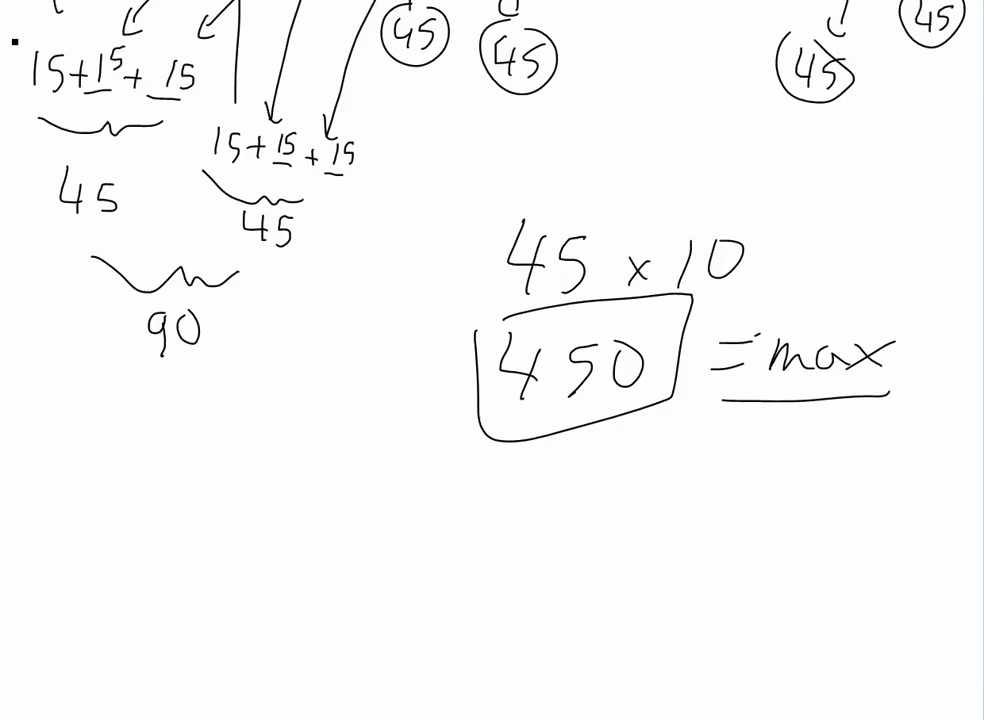 45 45 45 45
15+15+15
15+15+15
45
45
90
45 x 10
450 = max